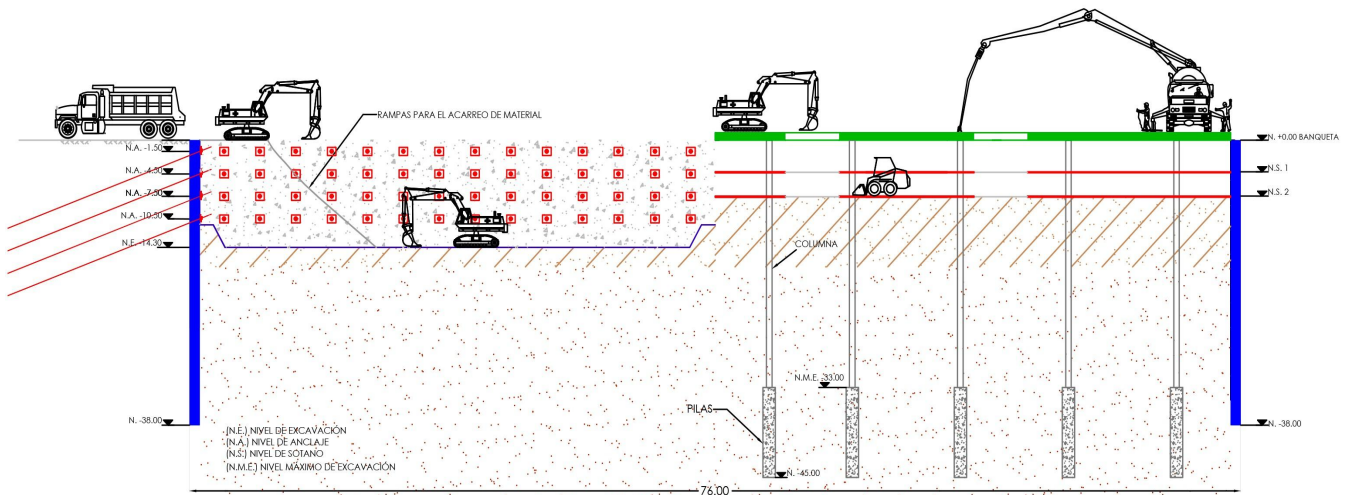 RAMPAS PARA EL ACARREO DE MATERIAL
N. +0.00 BANQUETA
N.A. -1.50
N.A. -4.50
N.A. -7.50
N.A. -10.50
N.E. -14.30
N.S. 1
N.S. 2
COLUMNA
N.M.E. -33.00
PILAS
N. -38.00
N. -38.00
N. -45.00
(N.E.) NIVEL DE EXCAVACIÓN
(N.A.) NIVEL DE ANCLAJE
(N.S.) NIVEL DE SOTANO
(N.M.E.) NIVEL MÁXIMO DE EXCAVACIÓN
76.00